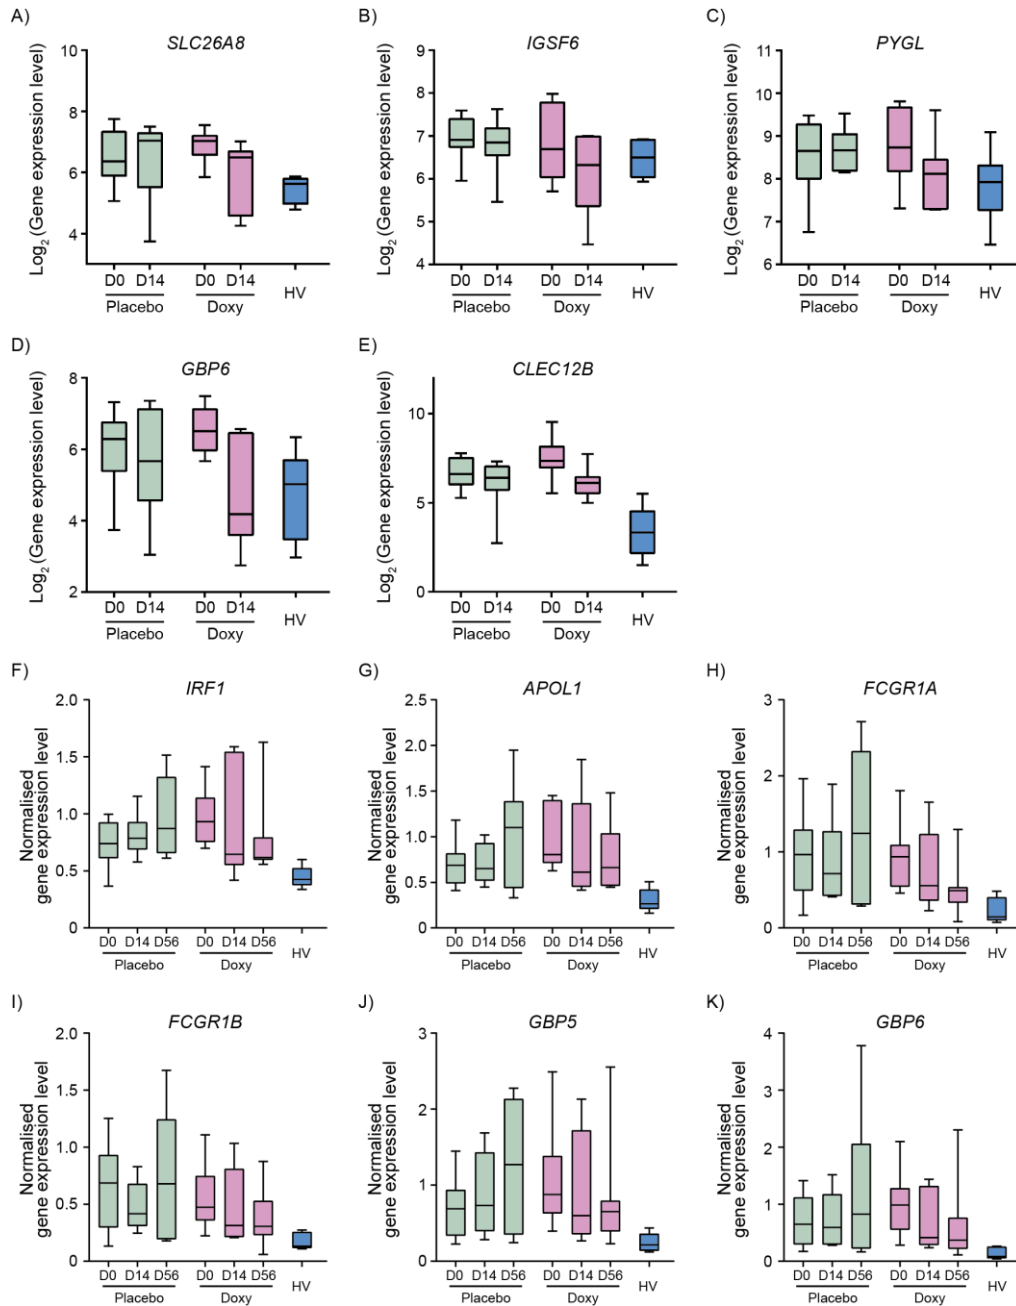 A)
SLC26A8
Log2 (Gene expression level)
10
8
6
4
D0 D14 D0 D14 HV
Placebo Doxy
B)
IGSF6
Log2 (Gene expression level)
9
8
7
6
5
4
D0 D14 D0 D14 HV
Placebo Doxy
C)
PYGL
Log2 (Gene expression level)
11
10
9
8
7
6
D0 D14 D0 D14 HV
Placebo Doxy
D)
GBP6
Log2 (Gene expression level)
8
6
4
2
D0 D14 D0 D14 HV
Placebo Doxy
E)
CLEC12B
Log2 (Gene expression level)
10
5
0
D0 D14 D0 D14 HV
Placebo Doxy
F)
IRF1
Normalised
gene expression level
2.0
1.5
1.0
0.5
0
D0 D14 D56 D0 D14 D56 HV
Placebo Doxy
G)
APOL1
Normalised
gene expression level
2.5
2.0
1.5
1.0
0.5
0
D0 D14 D56 D0 D14 D56 HV
Placebo Doxy
H)
FCGR1A
Normalised
gene expression level
3
2
1
0
D0 D14 D56 D0 D14 D56 HV
Placebo Doxy
I)
FCGR1B
Normalised
gene expression level
2.0
1.5
1.0
0.5
0
D0 D14 D56 D0 D14 D56 HV
Placebo Doxy
J)
GBP5
Normalised
gene expression level
3
2
1
0
D0 D14 D56 D0 D14 D56 HV
Placebo Doxy
K)
GBP6
Normalised
gene expression level
4
3
2
1
0
D0 D14 D56 D0 D14 D56 HV
Placebo Doxy